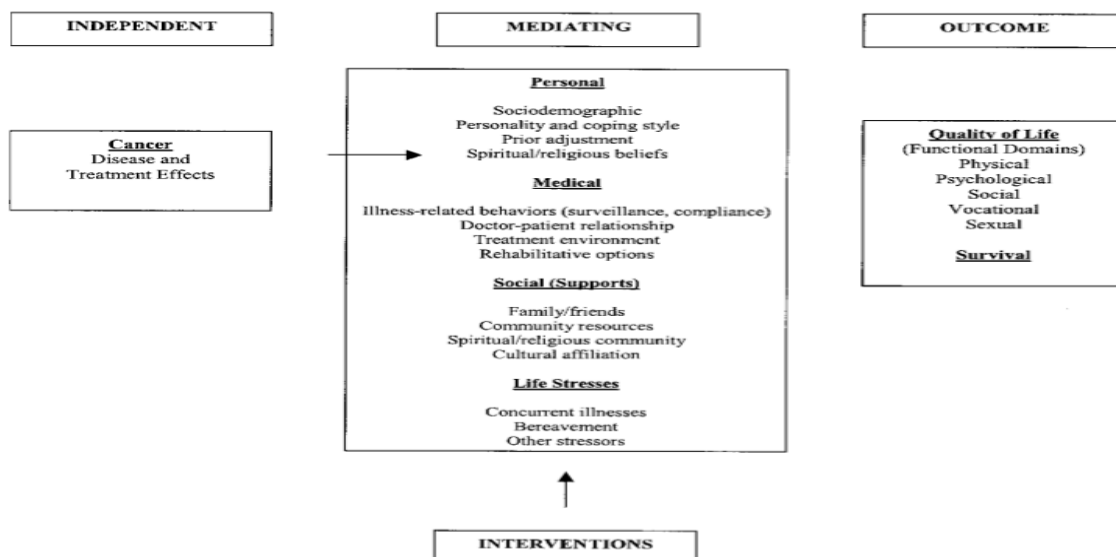 INDEPENDENT
MEDIATING
OUTCOME
Cancer
Disease and
Treatment Effects
Personal
Sociodemographic
Personality and coping style
Prior adjustment
Spiritual/religious beliefs
Medical
Illness-related behaviors (surveillance, compliance)
Doctor-patient relationship
Treatment environment
Rehabilitative options
Social (Supports)
Family/friends
Community resources
Spiritual/religious community
Cultural affiliation
Life Stresses
Concurrent illnesses
Bereavement
Other stressors
Quality of Life
(Functional Domains)
Physical
Psychological
Social
Vocational
Sexual
Survival
INTERVENTIONS